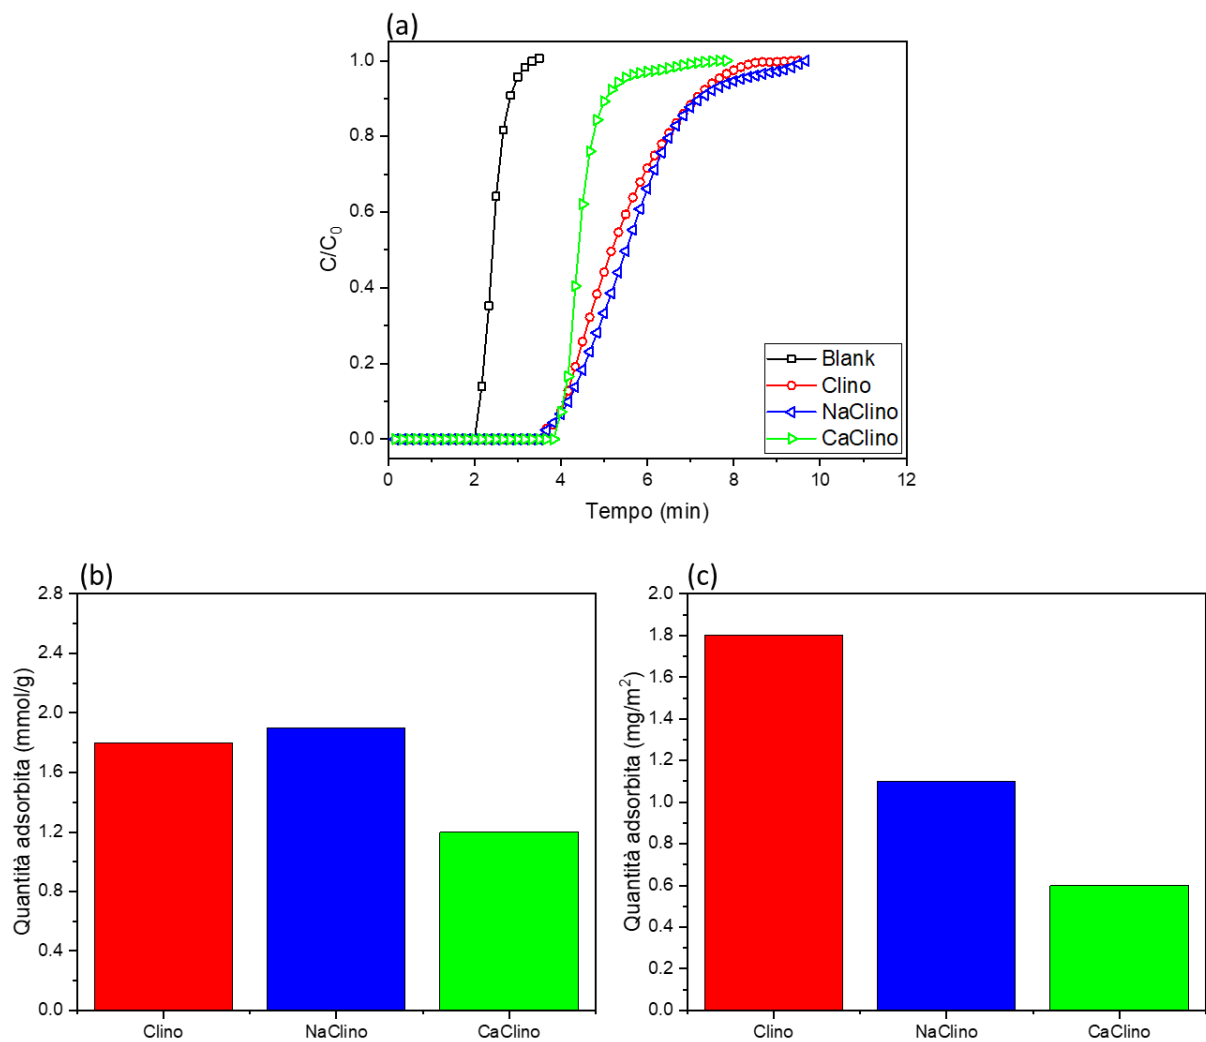 (a)
1.0
0.8
0.6
0.4
0.2
0.0
C/C0
0 2 4 6 8 10 12
Tempo (min)
Blank
Clino
NaClino
CaClino
(b)
2.8
2.4
2.0
1.6
1.2
0.8
0.4
0.0
Quantità adsorbita (mmol/g)
Clino NaClino CaClino
(c)
2.0
1.8
1.6
1.4
1.2
1.0
0.8
0.6
0.4
0.2
0.0
Quantità adsorbita (mg/m²)
Clino NaClino CaClino